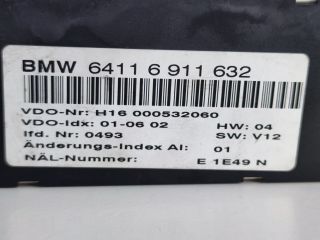 BMW 6411 6 911 632
VDO-Nr: H16 000532060
VDO-Idx: 01-06 02 HW: 04
lfd. Nr: 0493 SW: V12
Änderungs-Index AI: 01
NÄL-Nummer: E 1E49 N